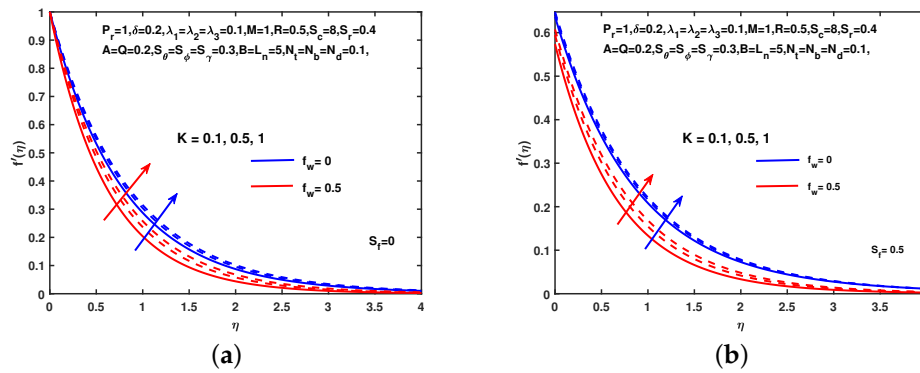 P_r=1,δ=0.2,λ_1=λ_2=λ_3=0.1,M=1,R=0.5,S_c=8,S_r=0.4
A=Q=0.2,S_θ=S_ϕ=S_γ=0.3,B=L_n=5,N_t=N_b=N_d=0.1,
K = 0.1, 0.5, 1
f_w= 0
f_w= 0.5
S_f=0
f'(η)
1
0.9
0.8
0.7
0.6
0.5
0.4
0.3
0.2
0.1
0
0 0.5 1 1.5 2 2.5 3 3.5 4
η
(a)
P_r=1,δ=0.2,λ_1=λ_2=λ_3=0.1,M=1,R=0.5,S_c=8,S_r=0.4
A=Q=0.2,S_θ=S_ϕ=S_γ=0.3,B=L_n=5,N_t=N_b=N_d=0.1,
K = 0.1, 0.5, 1
f_w= 0
f_w= 0.5
S_f= 0.5
f'(η)
0.6
0.45
0.3
0.15
0
0 0.5 1 1.5 2 2.5 3 3.5
η
(b)